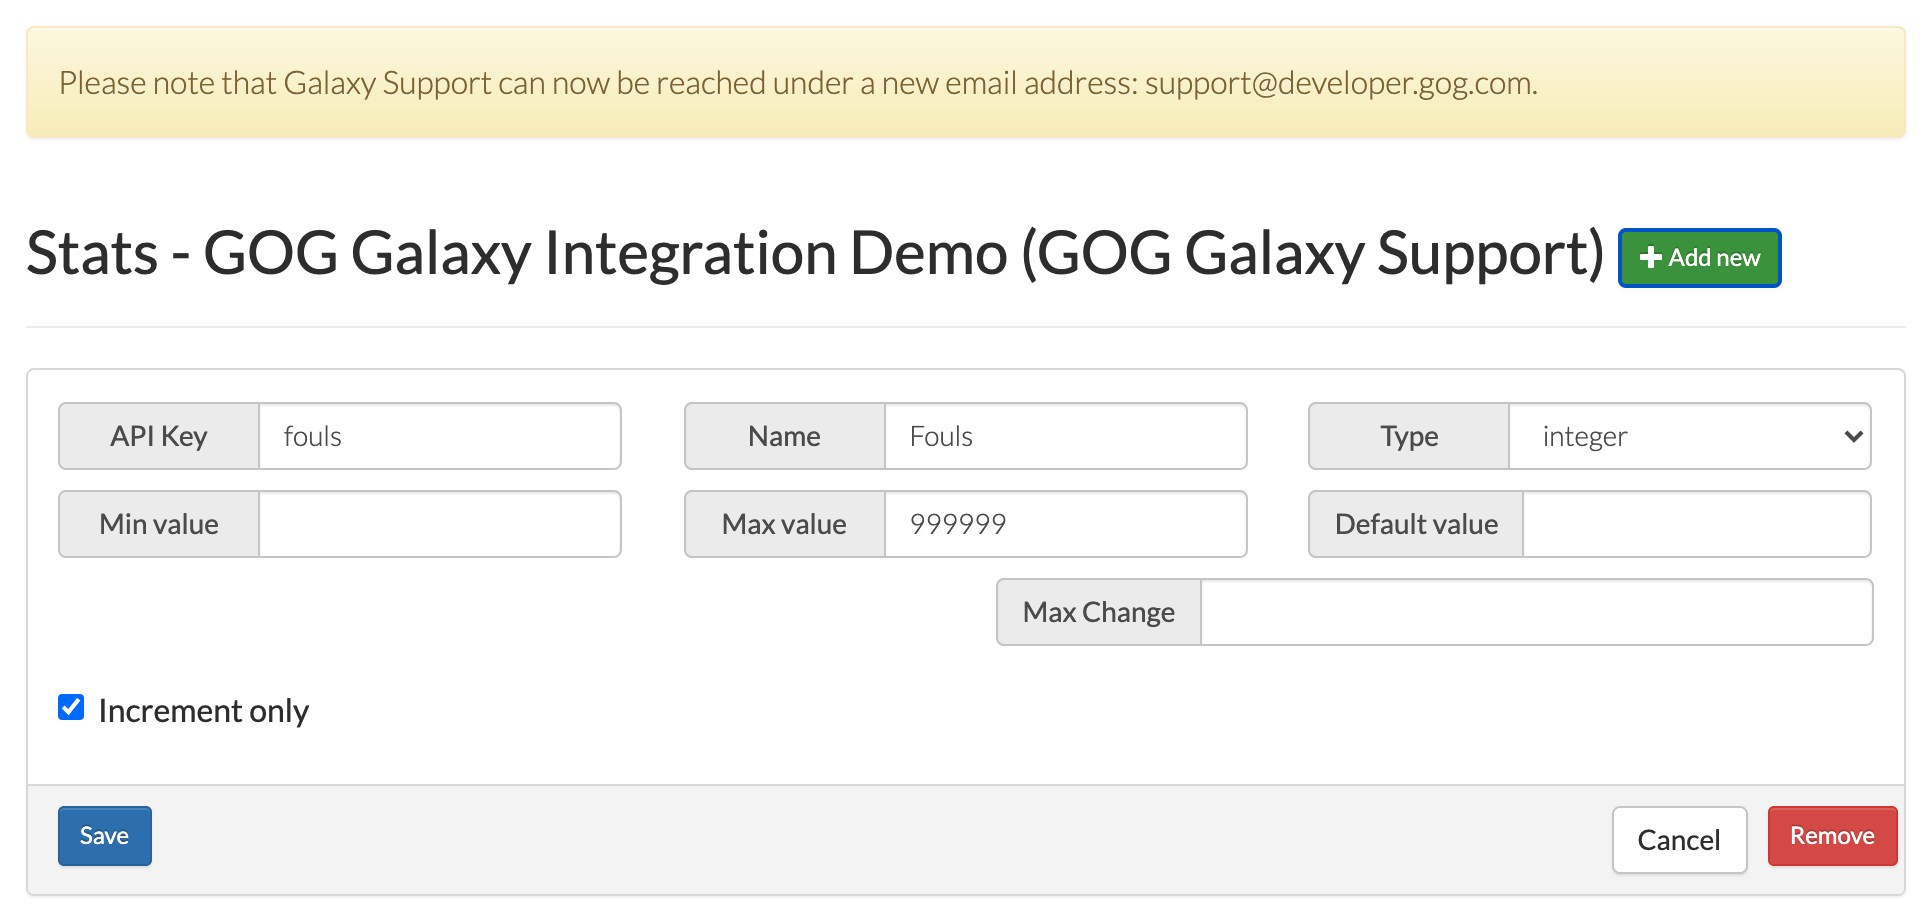 Please note that Galaxy Support can now be reached under a new email address: support@developer.gog.com.
Stats - GOG Galaxy Integration Demo (GOG Galaxy Support)
Add new
API Key fouls
Name Fouls
Type integer
Min value
Max value 999999
Default value
Max Change
Increment only
Save
Cancel
Remove